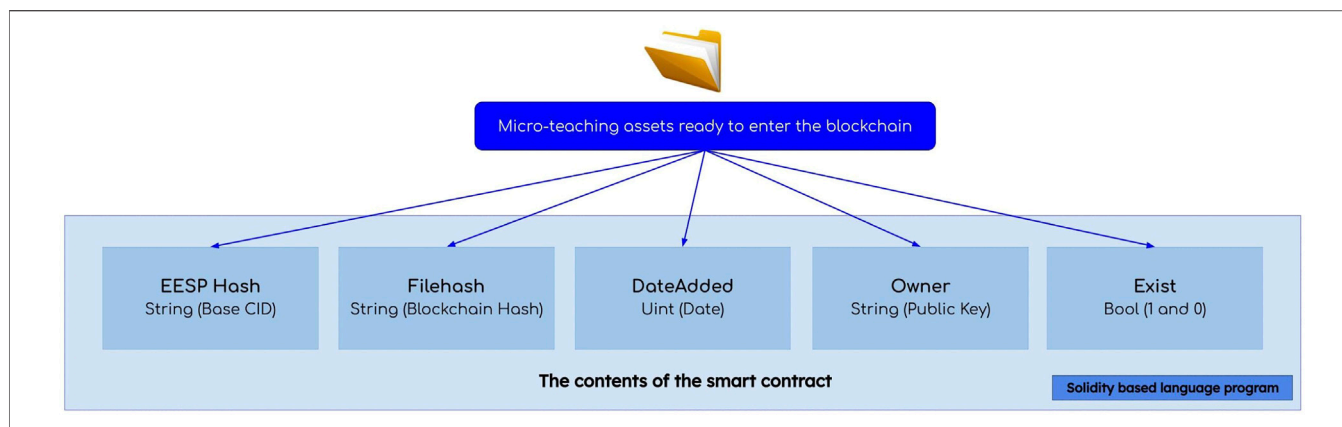 Micro-teaching assets ready to enter the blockchain
EESP Hash
String (Base CID)
Filehash
String (Blockchain Hash)
DateAdded
Uint (Date)
Owner
String (Public Key)
Exist
Bool (1 and 0)
The contents of the smart contract
Solidity based language program